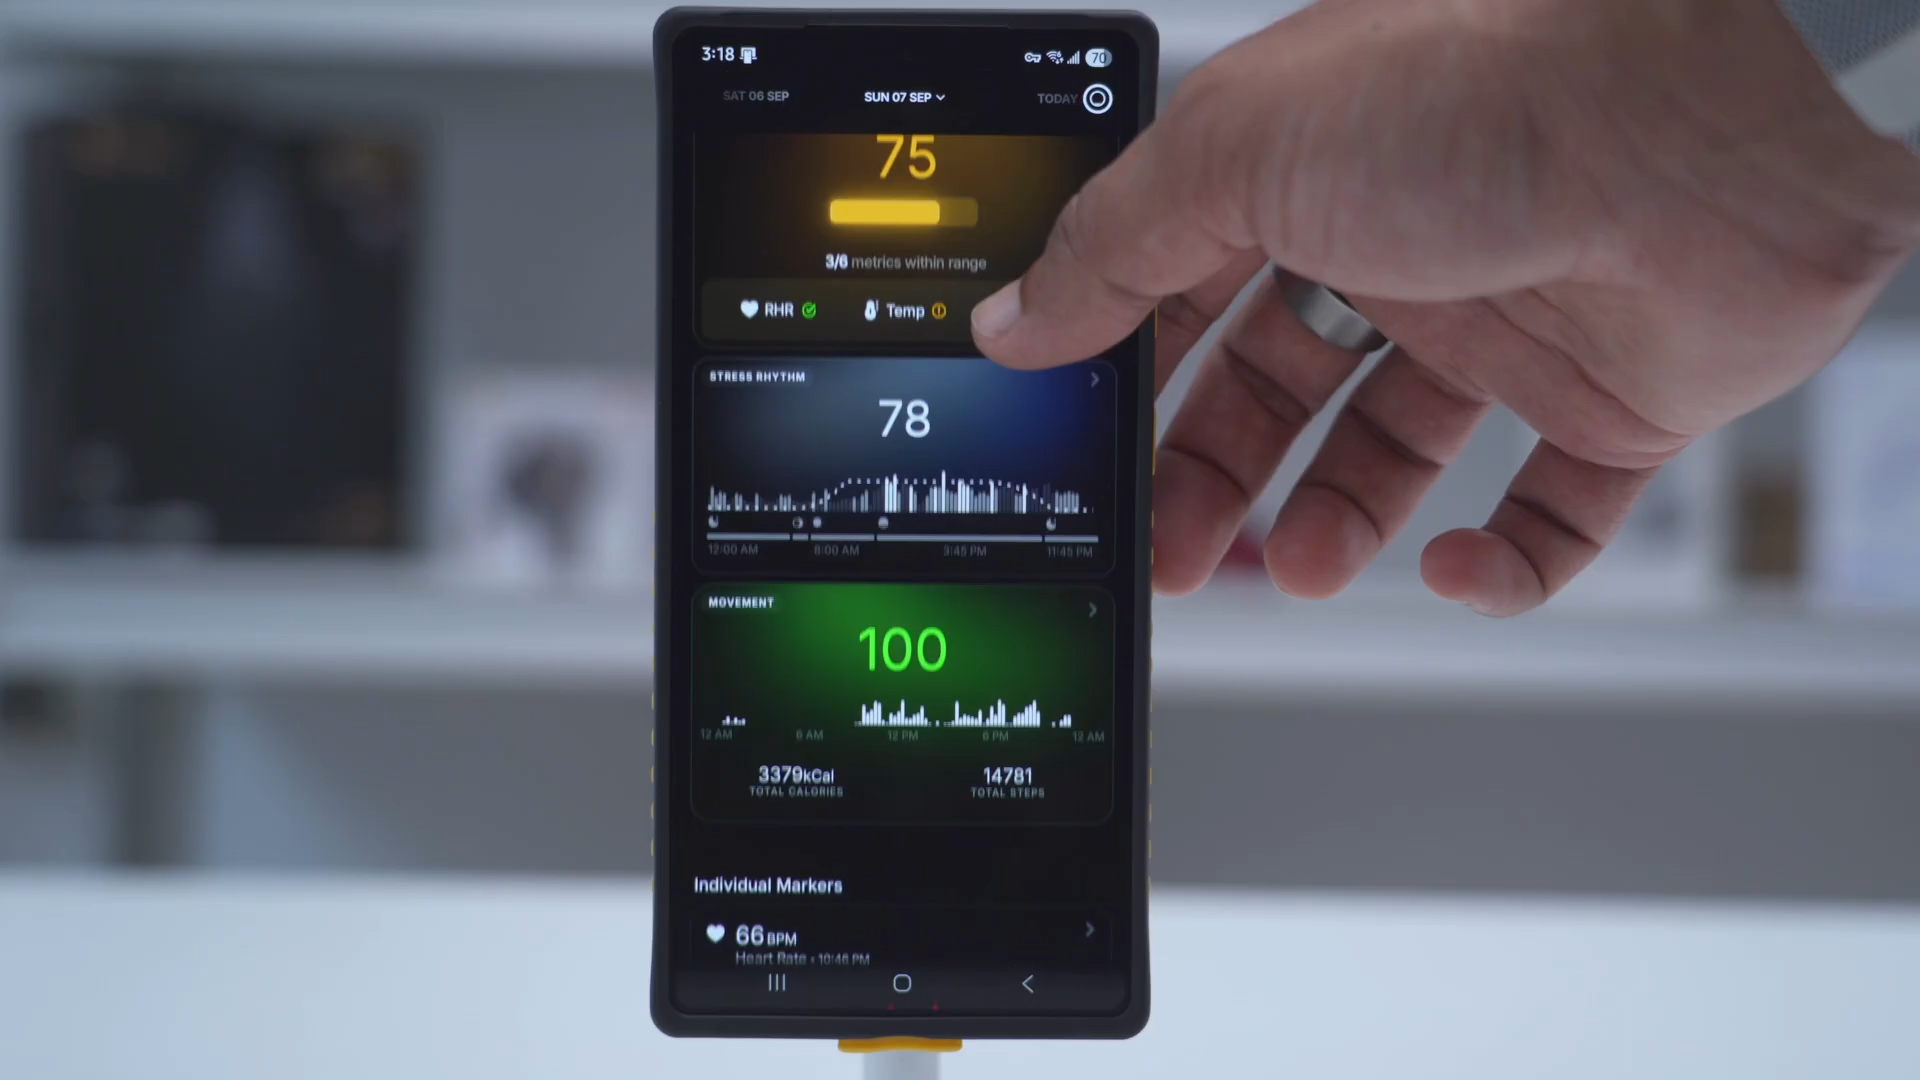 3:18 70
SAT 06 SEP SUN 07 SEP TODAY
75
3/6 metrics within range
RHR Temp
STRESS RHYTHM
78
12:00 AM 8:00 AM 3:45 PM 11:45 PM
MOVEMENT
100
12 AM 6 AM 12 PM 6 PM 12 AM
3379kCal 14781
TOTAL CALORIES TOTAL STEPS
Individual Markers
66 BPM
Heart Rate • 10:46 PM